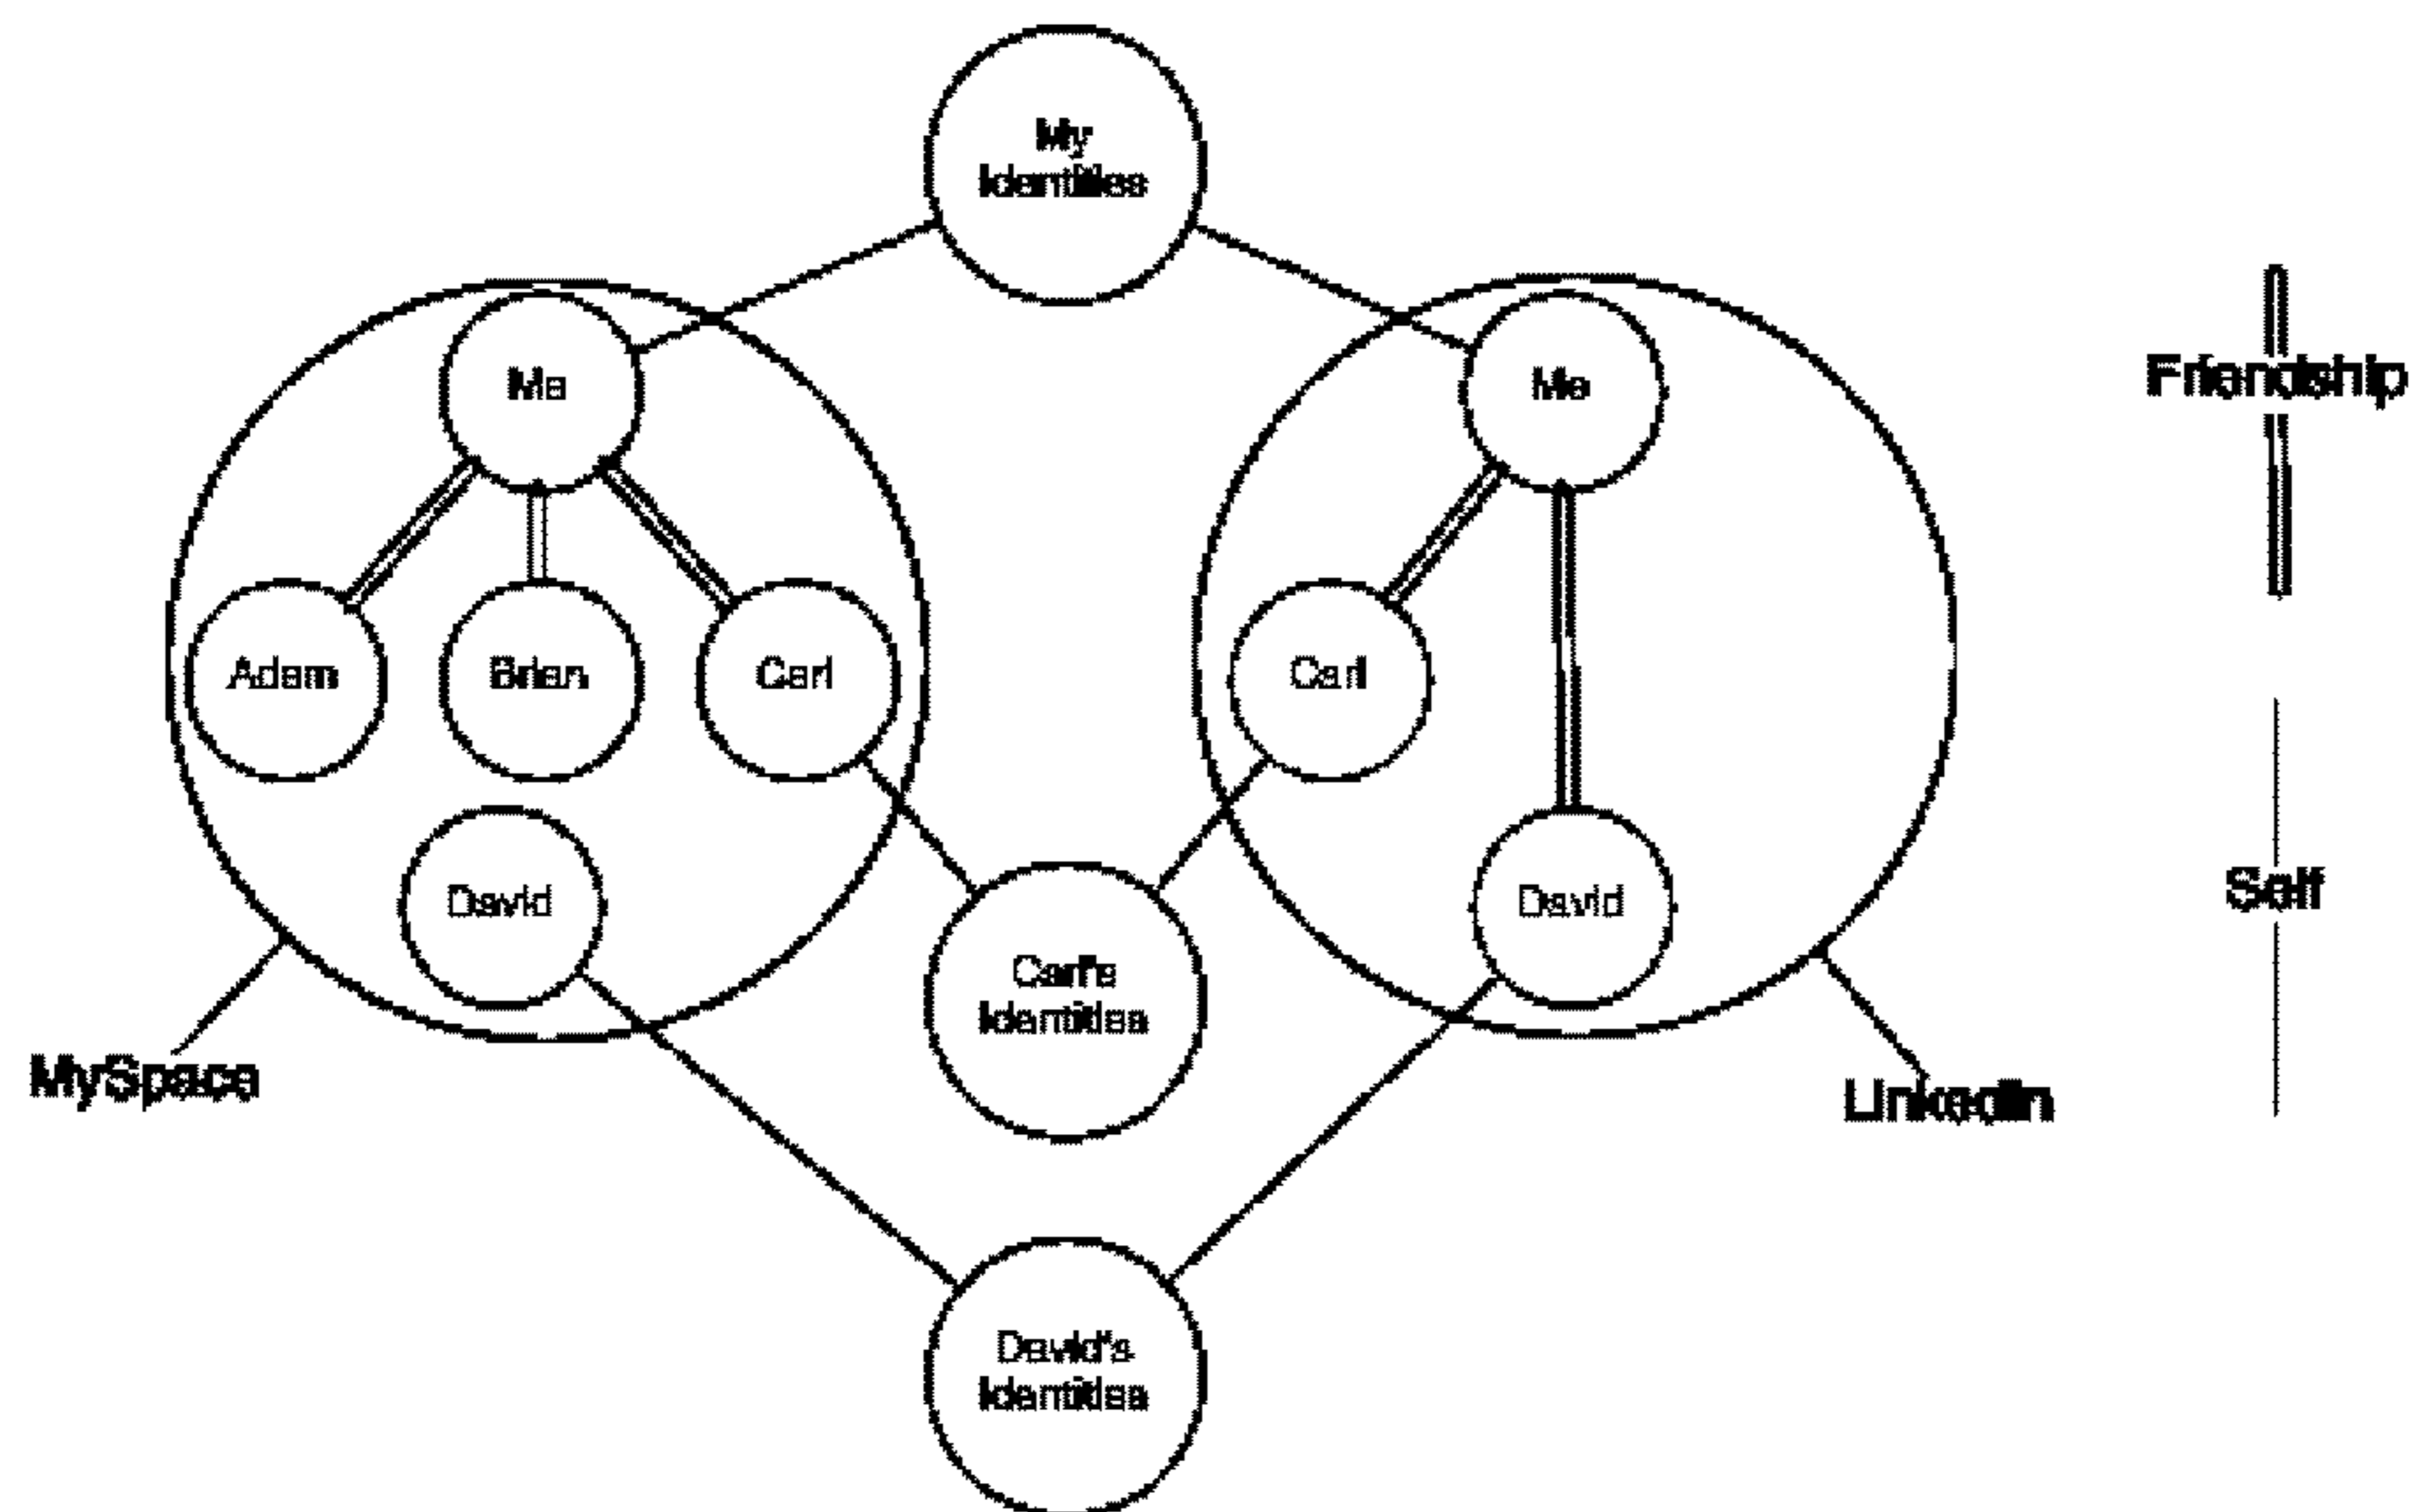 My
Identities
Me
Me
Friendship
Adam
Brian
Carl
Carl
Self
David
David
Carl's
Identities
MySpace
LinkedIn
David's
Identities